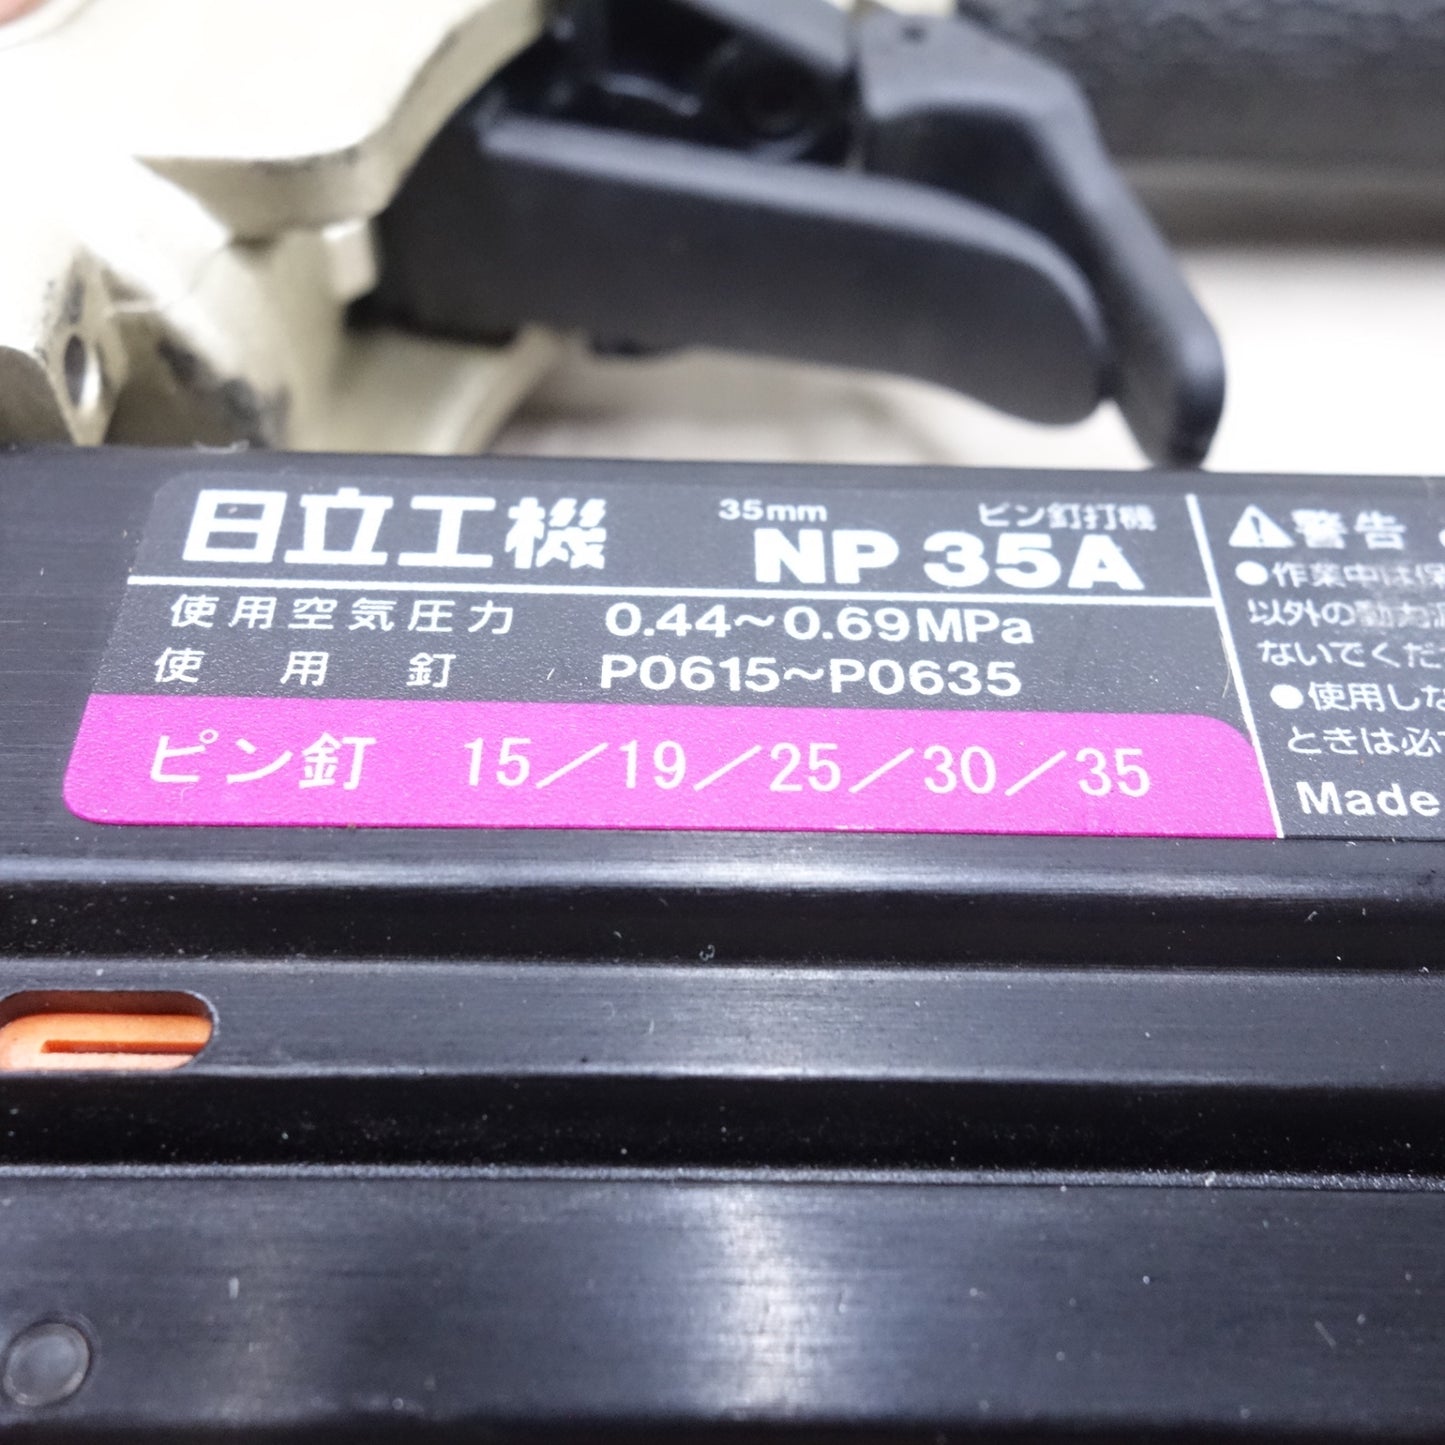 日立工機
35mm ピン釘打機
NP 35A
使用空気圧力 0.44～0.69MPa
使用釘 P0615～P0635
ピン釘 15／19／25／30／35
警告
●作業中は保
以外の動力源
ないでくださ
●使用しな
ときは必ず
Made